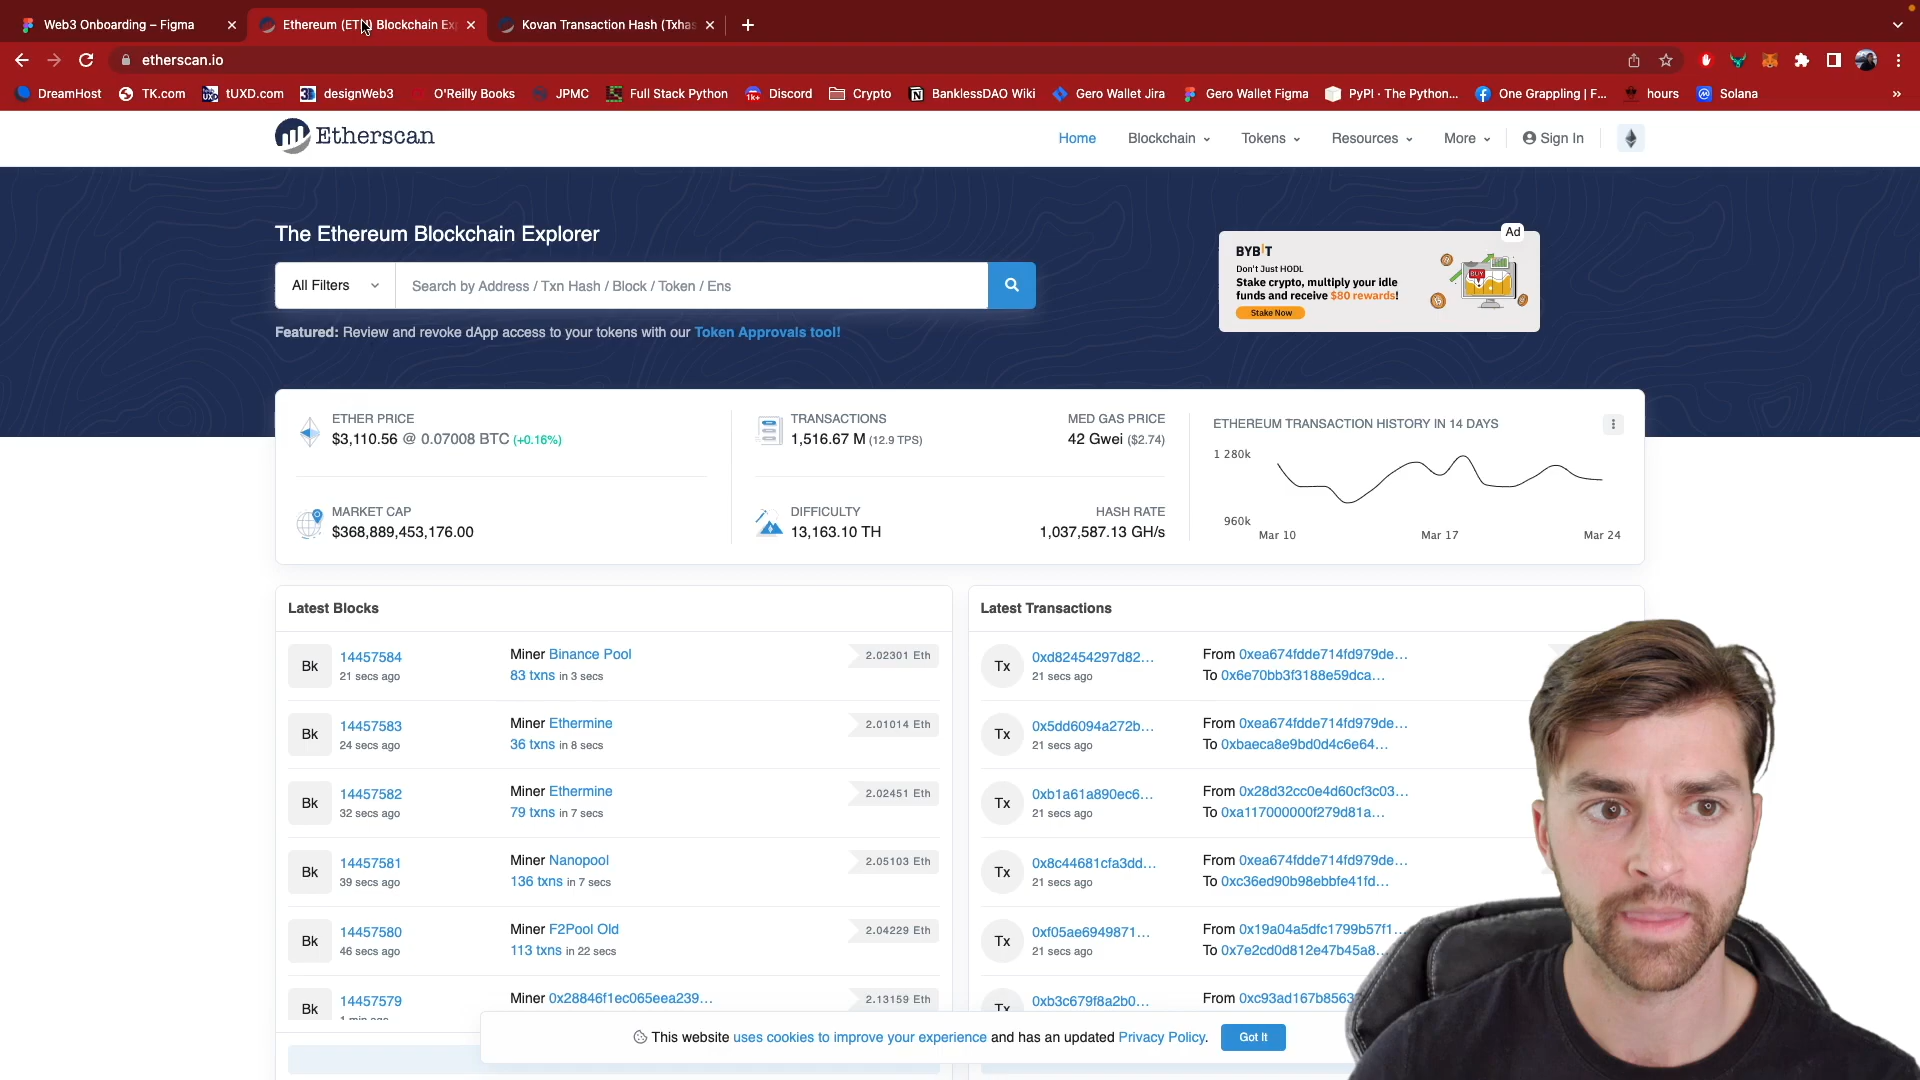 Web3 Onboarding – Figma
Ethereum (ETH) Blockchain Exp
Kovan Transaction Hash (Txhas
etherscan.io
DreamHost
TK.com
tUXD.com
designWeb3
O'Reilly Books
JPMC
Full Stack Python
Discord
Crypto
BanklessDAO Wiki
Gero Wallet Jira
Gero Wallet Figma
PyPI · The Python...
One Grappling | F...
hours
Solana
Etherscan
Home
Blockchain
Tokens
Resources
More
Sign In
The Ethereum Blockchain Explorer
All Filters
Search by Address / Txn Hash / Block / Token / Ens
Featured: Review and revoke dApp access to your tokens with our Token Approvals tool!
Ad
BYBIT
Don't Just HODL
Stake crypto, multiply your idle
funds and receive $80 rewards!
Stake Now
BUY
ETHER PRICE
$3,110.56 @ 0.07008 BTC (+0.16%)
MARKET CAP
$368,889,453,176.00
TRANSACTIONS
1,516.67 M (12.9 TPS)
MED GAS PRICE
42 Gwei ($2.74)
DIFFICULTY
13,163.10 TH
HASH RATE
1,037,587.13 GH/s
ETHEREUM TRANSACTION HISTORY IN 14 DAYS
1 280k
960k
Mar 10
Mar 17
Mar 24
Latest Blocks
Bk
14457584
21 secs ago
Miner Binance Pool
83 txns in 3 secs
2.02301 Eth
Bk
14457583
24 secs ago
Miner Ethermine
36 txns in 8 secs
2.01014 Eth
Bk
14457582
32 secs ago
Miner Ethermine
79 txns in 7 secs
2.02451 Eth
Bk
14457581
39 secs ago
Miner Nanopool
136 txns in 7 secs
2.05103 Eth
Bk
14457580
46 secs ago
Miner F2Pool Old
113 txns in 22 secs
2.04229 Eth
Bk
14457579
1 min ago
Miner 0x28846f1ec065eea239...
2.13159 Eth
Latest Transactions
Tx
0xd82454297d82...
21 secs ago
From 0xea674fdde714fd979de...
To 0x6e70bb3f3188e59dca...
Tx
0x5dd6094a272b...
21 secs ago
From 0xea674fdde714fd979de...
To 0xbaeca8e9bd0d4c6e64...
Tx
0xb1a61a890ec6...
21 secs ago
From 0x28d32cc0e4d60cf3c03...
To 0xa117000000f279d81a...
Tx
0x8c44681cfa3dd...
21 secs ago
From 0xea674fdde714fd979de...
To 0xc36ed90b98ebbfe41fd...
Tx
0xf05ae6949871...
21 secs ago
From 0x19a04a5dfc1799b57f1...
To 0x7e2cd0d812e47b45a8...
Tx
0xb3c679f8a2b0...
From 0xc93ad167b8563
This website uses cookies to improve your experience and has an updated Privacy Policy.
Got It